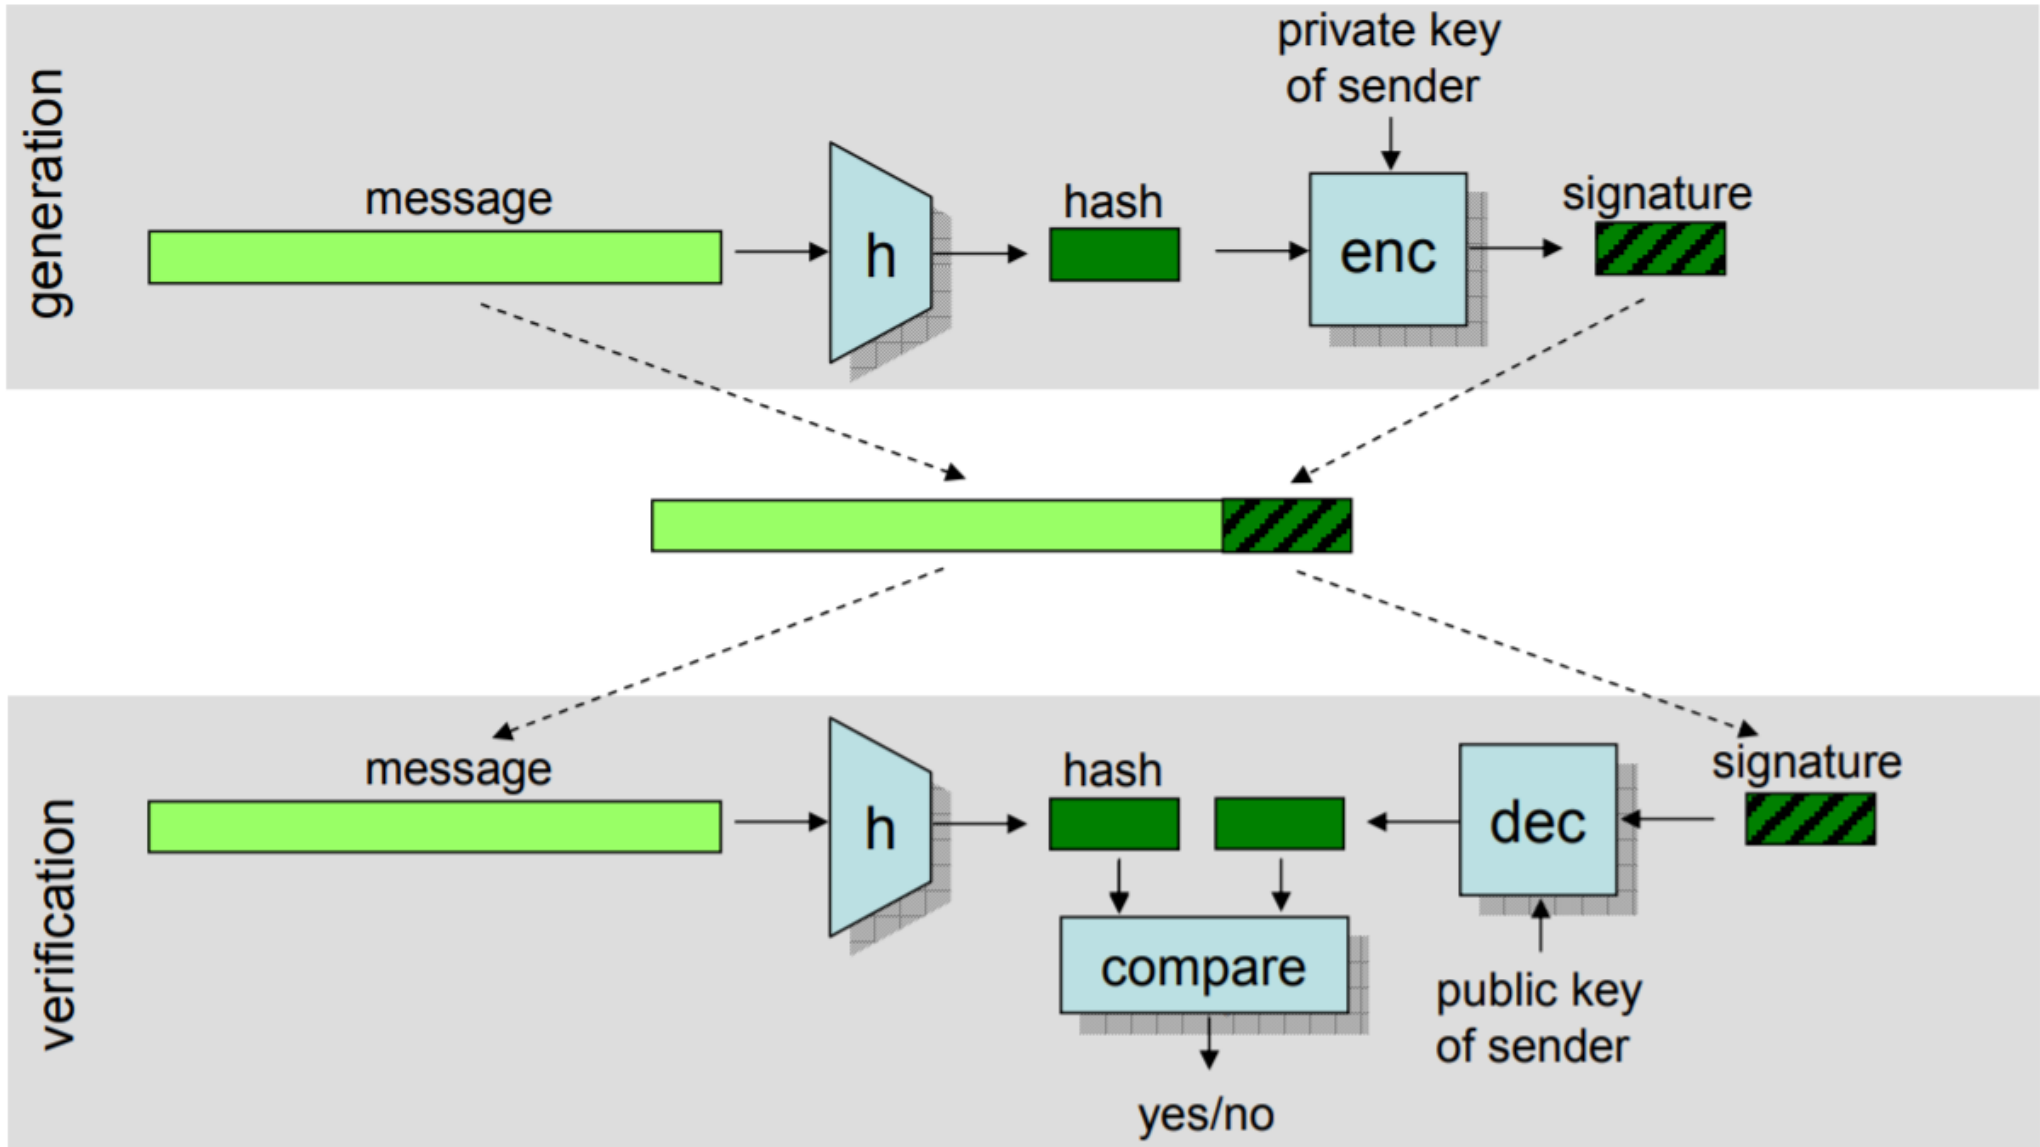 generation
private key
of sender
message
h
hash
enc
signature
verification
message
h
hash
dec
signature
compare
public key
of sender
yes/no